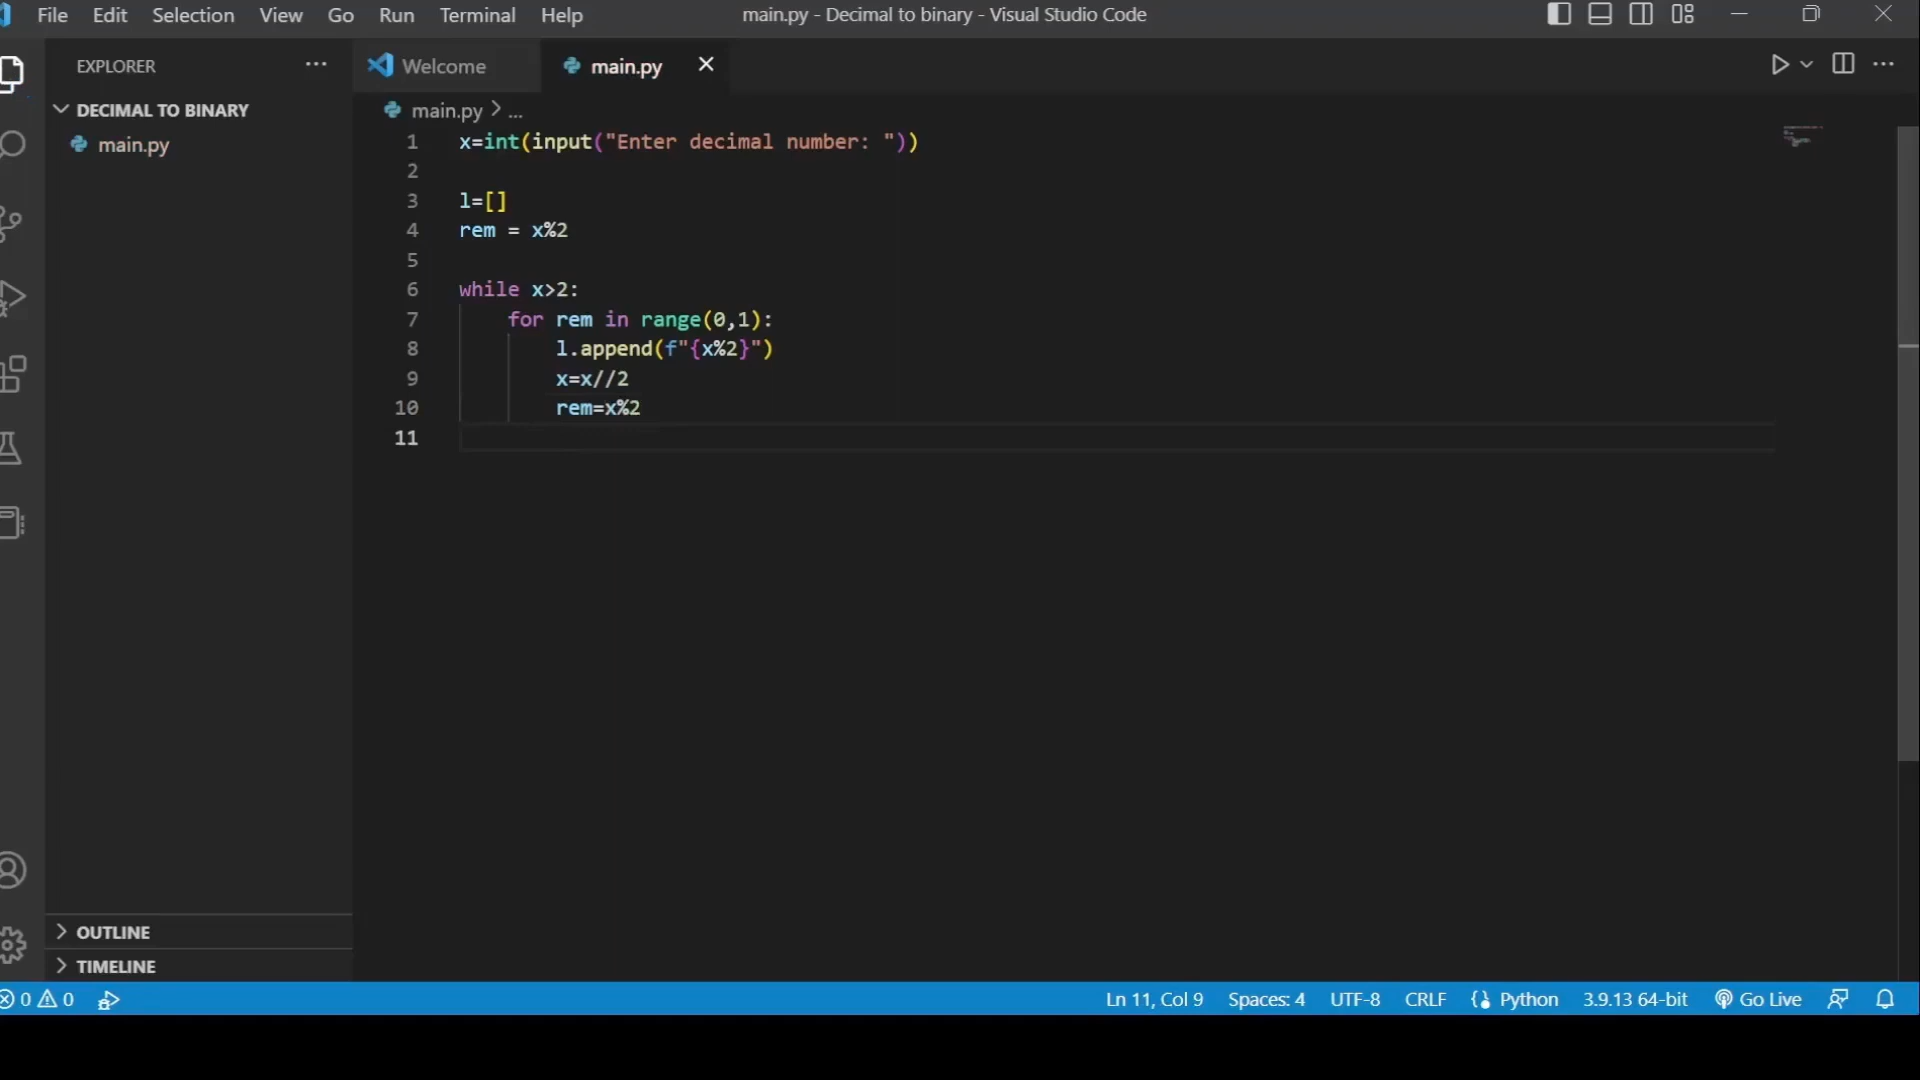 File Edit Selection View Go Run Terminal Help main.py - Decimal to binary - Visual Studio Code
EXPLORER ··· Welcome main.py
DECIMAL TO BINARY
main.py
main.py > ...
1 x=int(input("Enter decimal number: "))
2
3 l=[]
4 rem = x%2
5
6 while x>2:
7 for rem in range(0,1):
8 l.append(f"{x%2}")
9 x=x//2
10 rem=x%2
11
OUTLINE
TIMELINE
0 0 Ln 11, Col 9 Spaces: 4 UTF-8 CRLF Python 3.9.13 64-bit Go Live